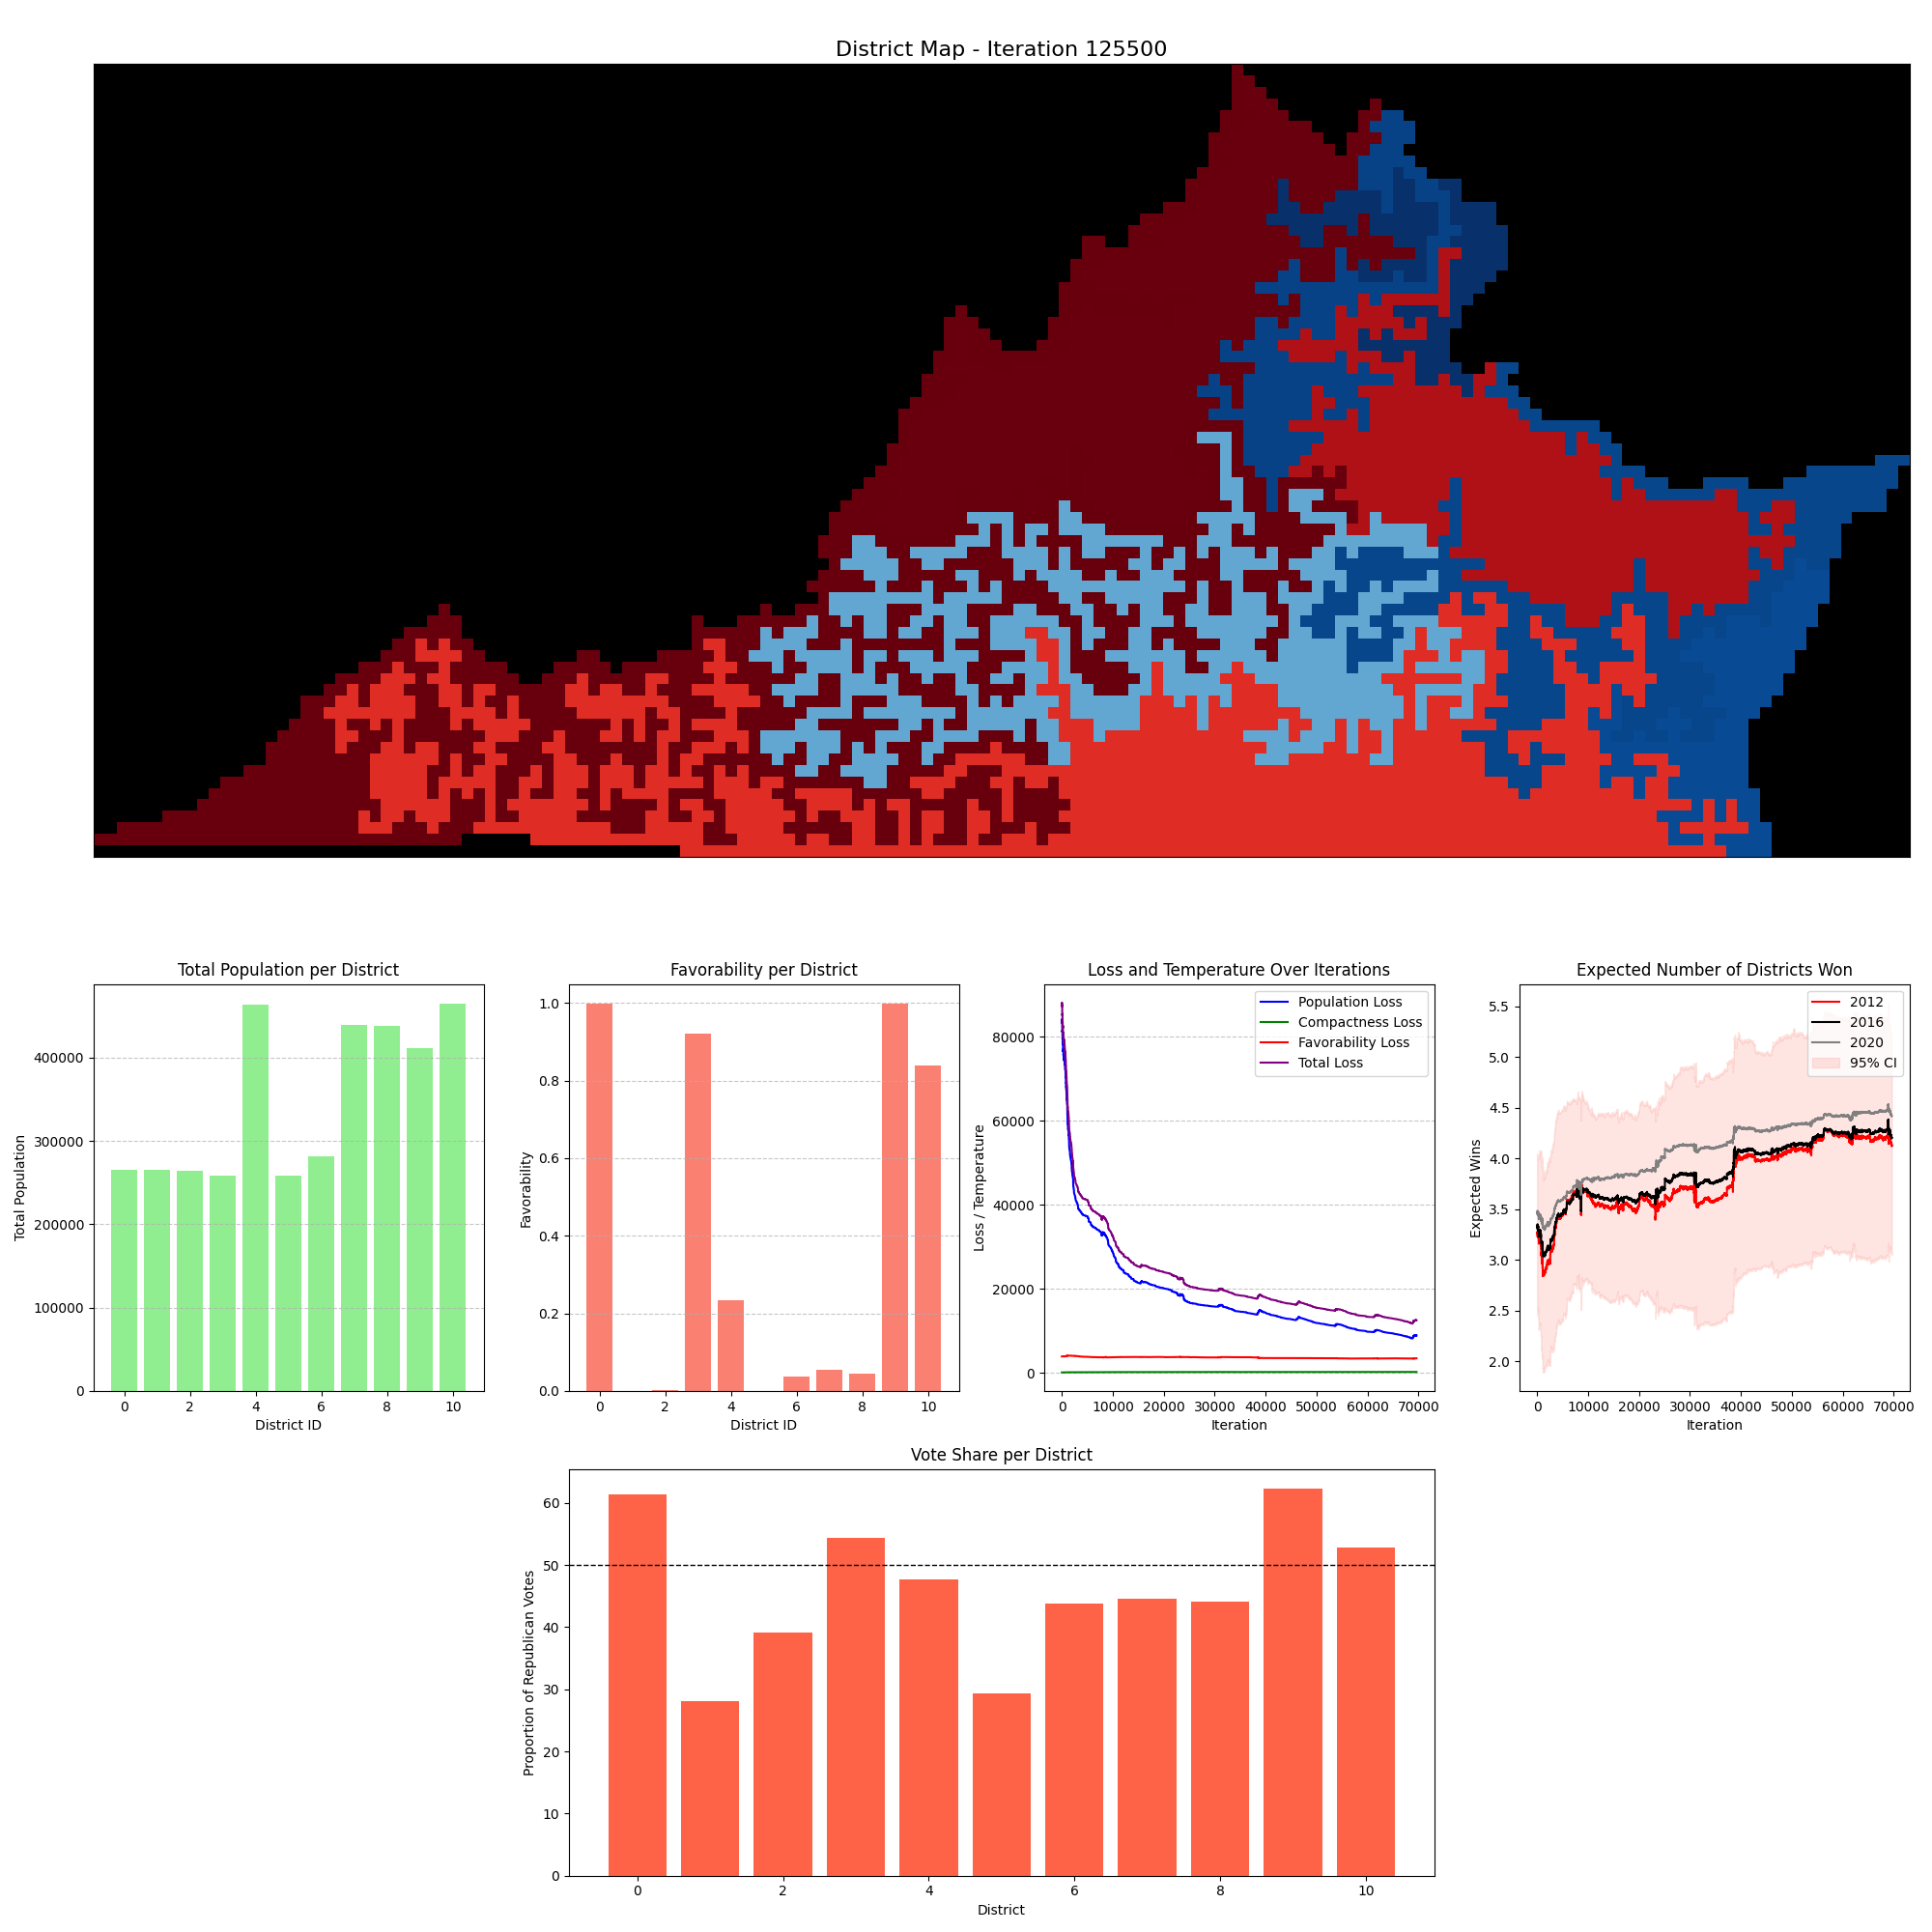 District Map - Iteration 125500
Total Population per District
Total Population
400000
300000
200000
100000
0
0 2 4 6 8 10
District ID
Favorability per District
Favorability
1.0
0.8
0.6
0.4
0.2
0.0
0 2 4 6 8 10
District ID
Loss and Temperature Over Iterations
Loss / Temperature
80000
60000
40000
20000
0
Population Loss
Compactness Loss
Favorability Loss
Total Loss
0 10000 20000 30000 40000 50000 60000 70000
Iteration
Expected Number of Districts Won
Expected Wins
5.5
5.0
4.5
4.0
3.5
3.0
2.5
2.0
2012
2016
2020
95% CI
0 10000 20000 30000 40000 50000 60000 70000
Iteration
Vote Share per District
Proportion of Republican Votes
60
50
40
30
20
10
0
0 2 4 6 8 10
District